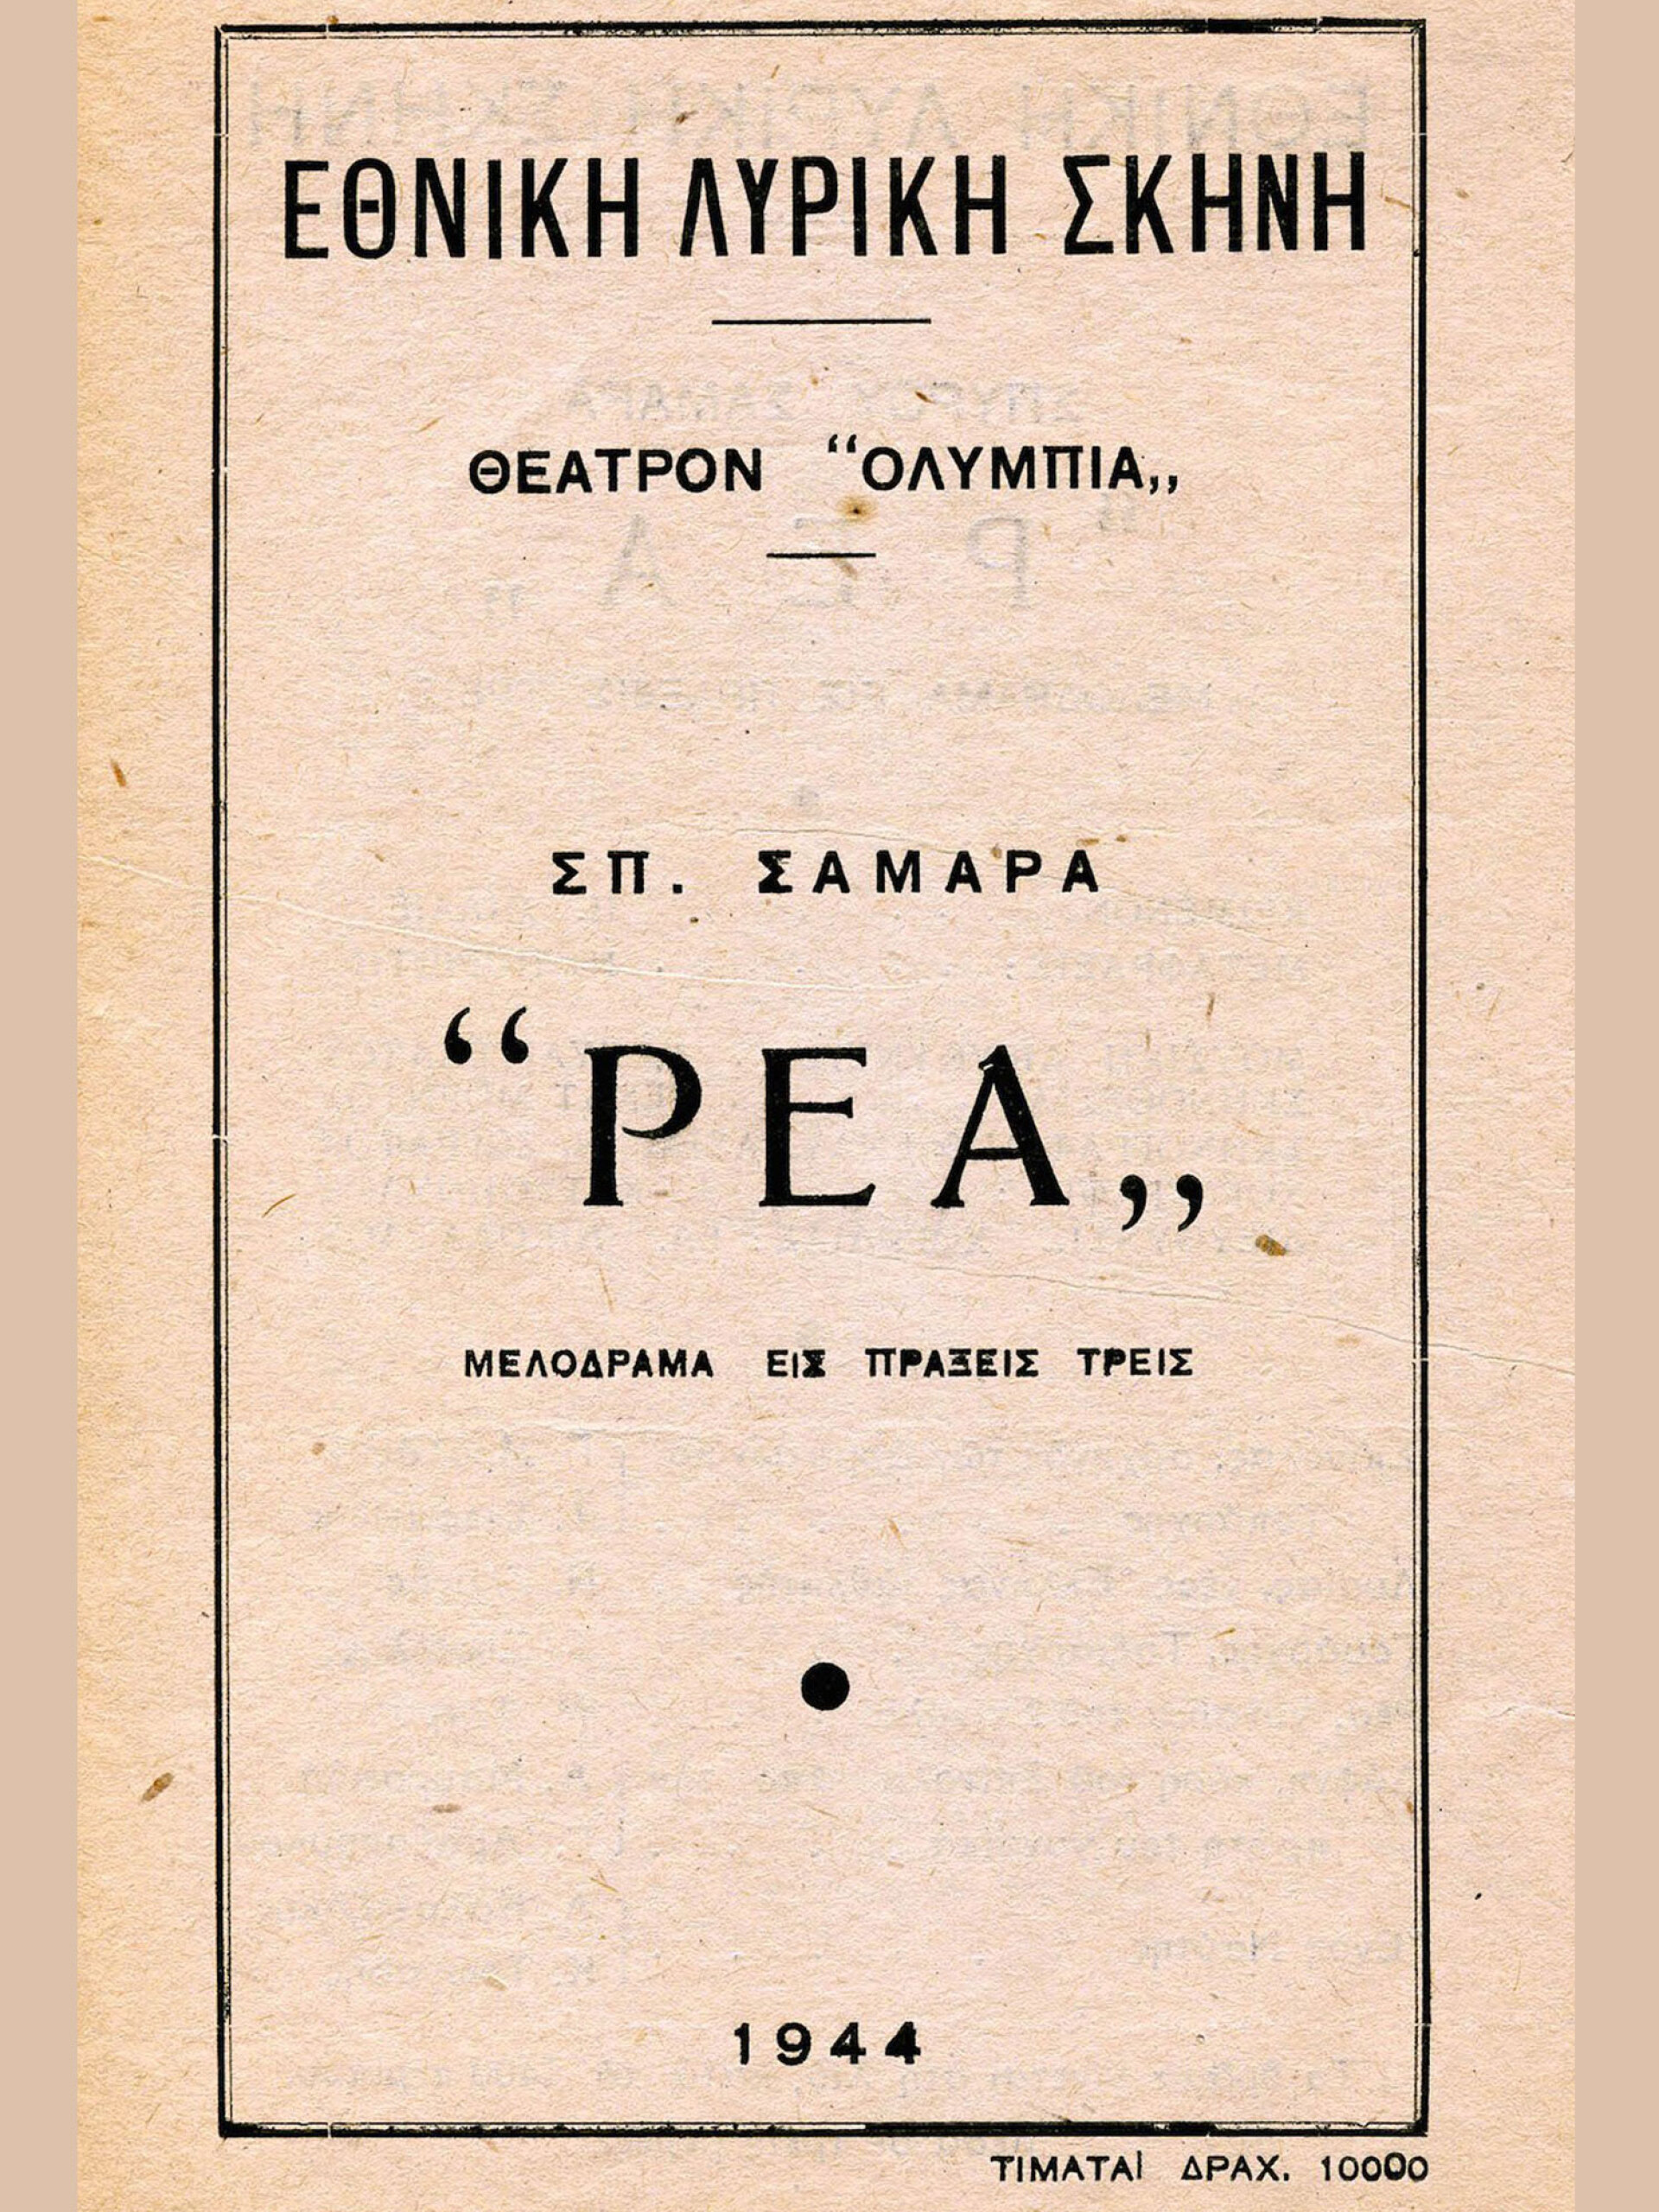 ΕΘΝΙΚΗ ΛΥΡΙΚΗ ΣΚΗΝΗ
ΘΕΑΤΡΟΝ “ΟΛΥΜΠΙΑ„
ΣΠ. ΣΑΜΑΡΑ
“ΡΕΑ„
ΜΕΛΟΔΡΑΜΑ ΕΙΣ ΠΡΑΞΕΙΣ ΤΡΕΙΣ
1944
ΤΙΜΑΤΑΙ ΔΡΑΧ. 10000